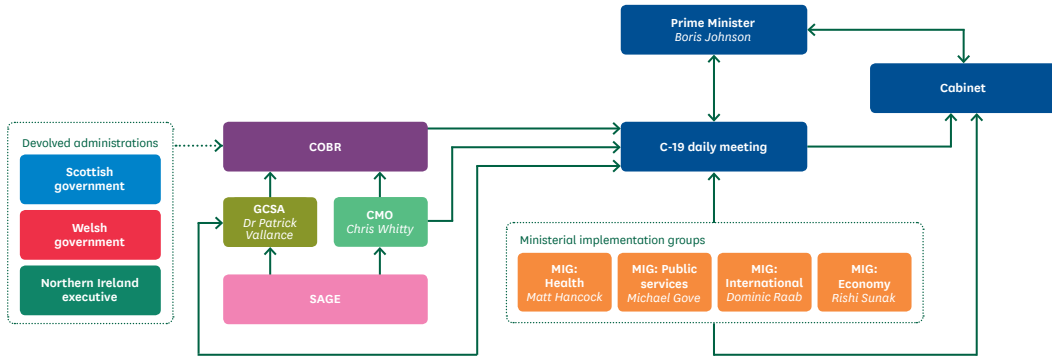 Prime Minister
Boris Johnson
Cabinet
Devolved administrations
Scottish
government
Welsh
government
Northern Ireland
executive
COBR
GCSA
Dr Patrick
Vallance
CMO
Chris Whitty
SAGE
C-19 daily meeting
Ministerial implementation groups
MIG:
Health
Matt Hancock
MIG: Public
services
Michael Gove
MIG:
International
Dominic Raab
MIG:
Economy
Rishi Sunak